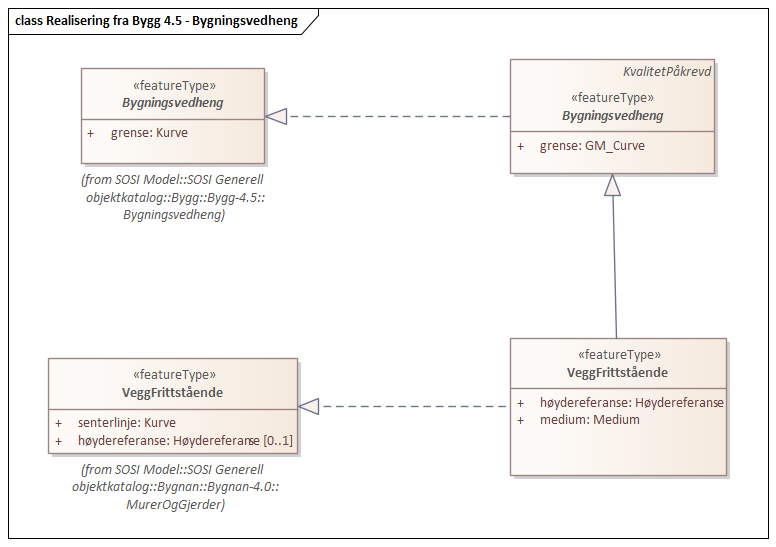 class Realisering fra Bygg 4.5 - Bygningsvedheng
«featureType»
Bygningsvedheng
+ grense: Kurve
(from SOSI Model::SOSI Generell
objektkatalog::Bygg::Bygg-4.5::
Bygningsvedheng)
KvalitetPåkrevd
«featureType»
Bygningsvedheng
+ grense: GM_Curve
«featureType»
VeggFrittstående
+ senterlinje: Kurve
+ høydereferanse: Høydereferanse [0..1]
(from SOSI Model::SOSI Generell
objektkatalog::Bygnan::Bygnan-4.0::
MurerOgGjerder)
«featureType»
VeggFrittstående
+ høydereferanse: Høydereferanse
+ medium: Medium